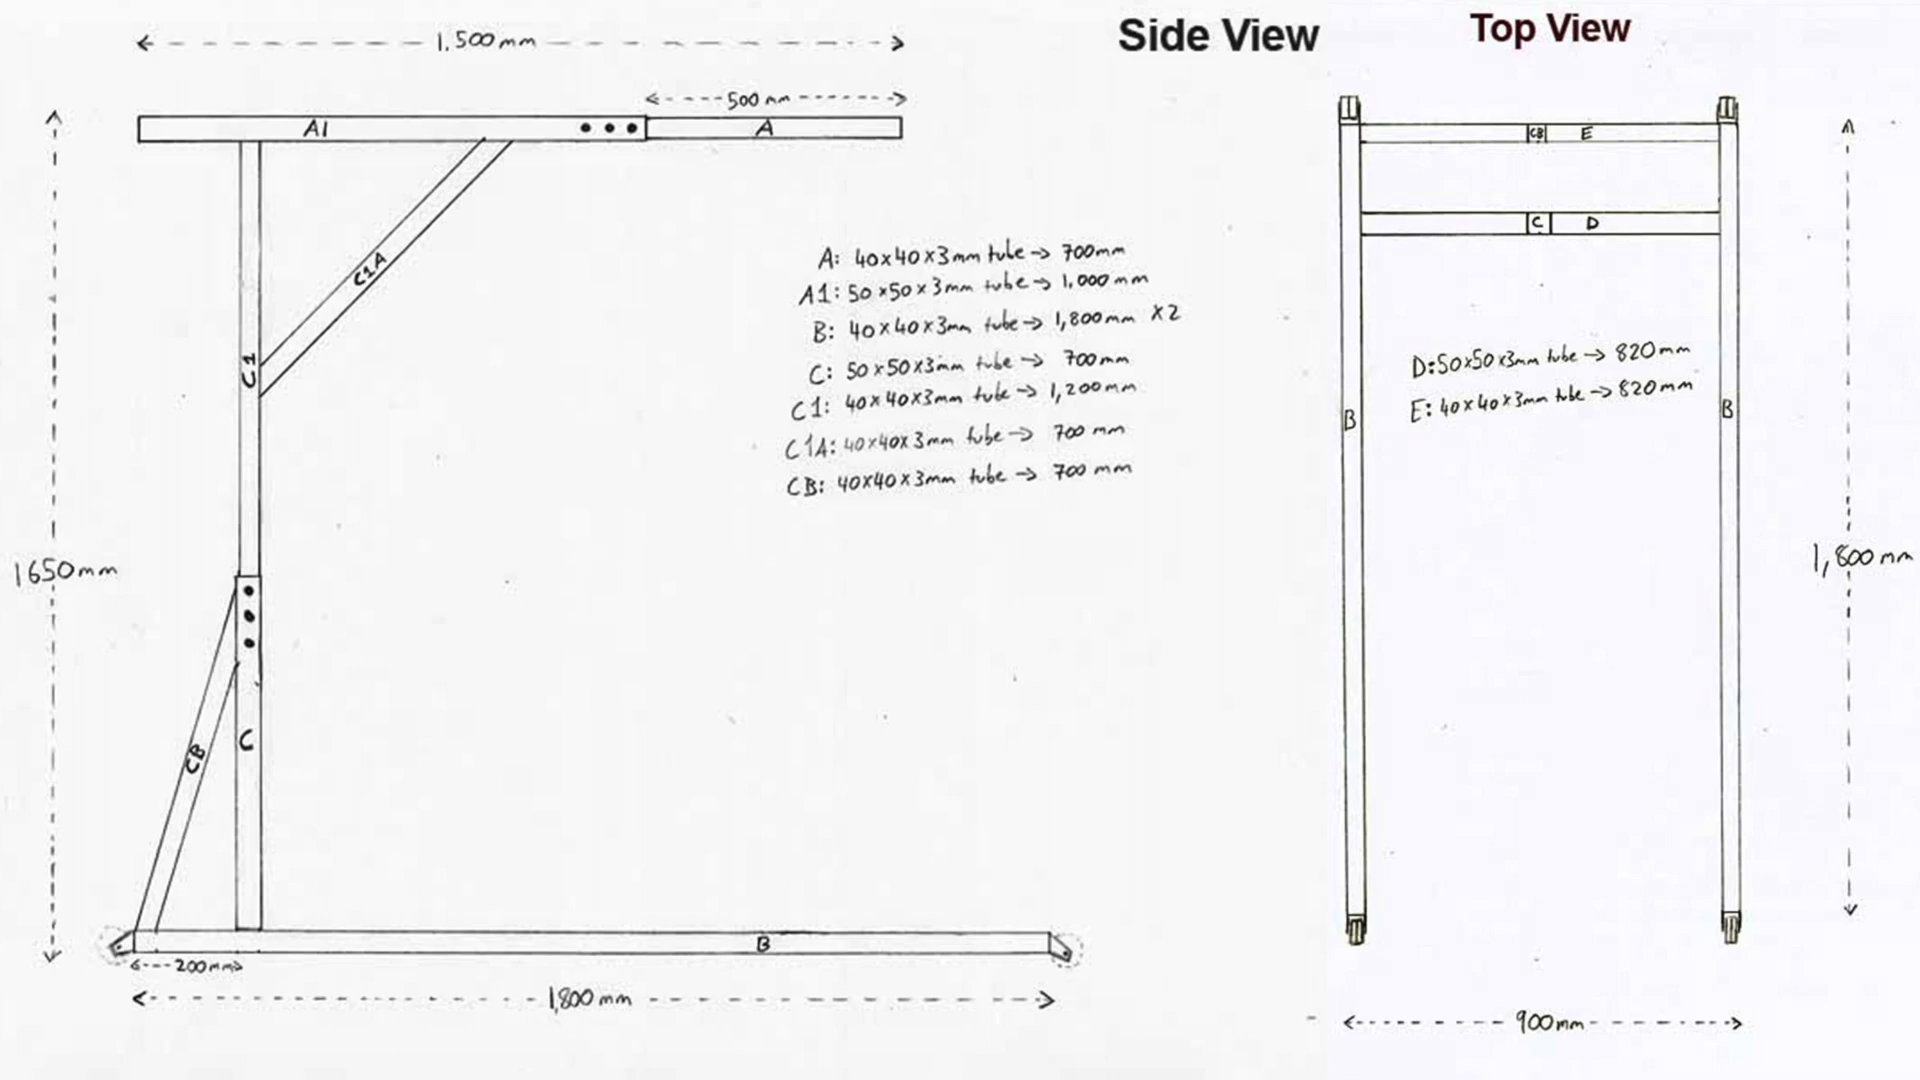 Side View
1,500mm
500mm
A1
A
C1A
C1
1650mm
CB
C
B
200mm
1,800mm
A: 40x40x3mm tube → 700mm
A1: 50x50x3mm tube → 1,000mm
B: 40x40x3mm tube → 1,800mm X2
C: 50x50x3mm tube → 700mm
C1: 40x40x3mm tube → 1,200mm
C1A: 40x40x3mm tube → 700mm
CB: 40x40x3mm tube → 700mm
Top View
CB E
C D
D: 50x50x3mm tube → 820mm
E: 40x40x3mm tube → 820mm
B
B
1,800mm
900mm